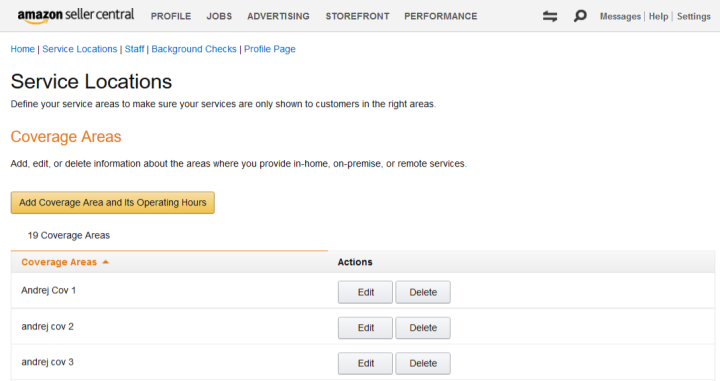 amazon seller central PROFILE JOBS ADVERTISING STOREFRONT PERFORMANCE Messages | Help | Settings
Home | Service Locations | Staff | Background Checks | Profile Page
Service Locations
Define your service areas to make sure your services are only shown to customers in the right areas.
Coverage Areas
Add, edit, or delete information about the areas where you provide in-home, on-premise, or remote services.
Add Coverage Area and Its Operating Hours
19 Coverage Areas
Coverage Areas Actions
Andrej Cov 1 Edit Delete
andrej cov 2 Edit Delete
andrej cov 3 Edit Delete